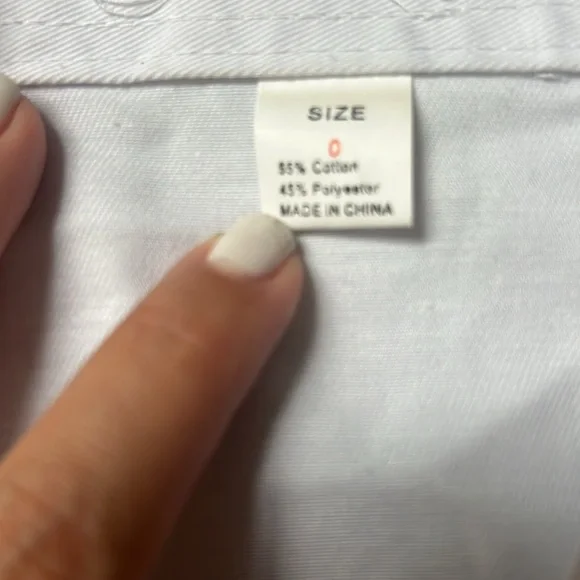 SIZE
0
55% Cotton
45% Polyester
MADE IN CHINA